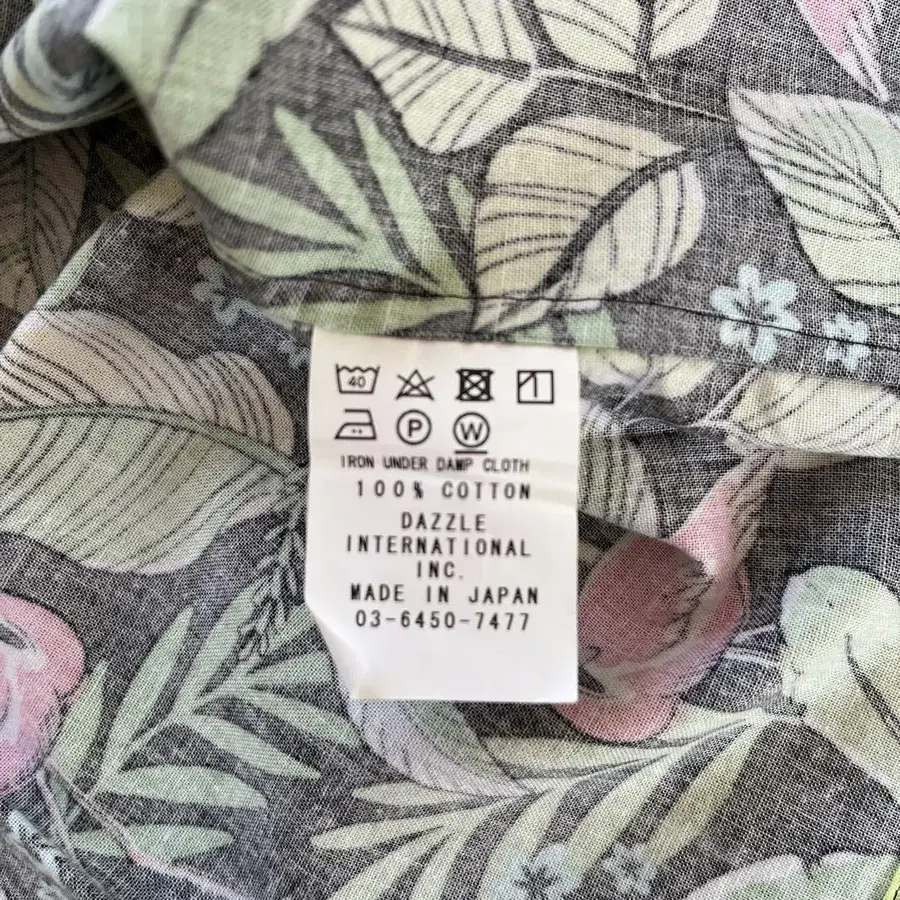 40
P W
IRON UNDER DAMP CLOTH
100% COTTON
DAZZLE
INTERNATIONAL
INC.
MADE IN JAPAN
03-6450-7477